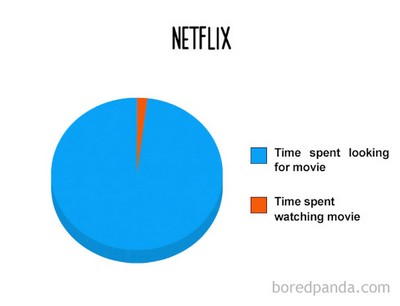 NETFLIX
Time spent looking
for movie
Time spent
watching movie
boredpanda.com